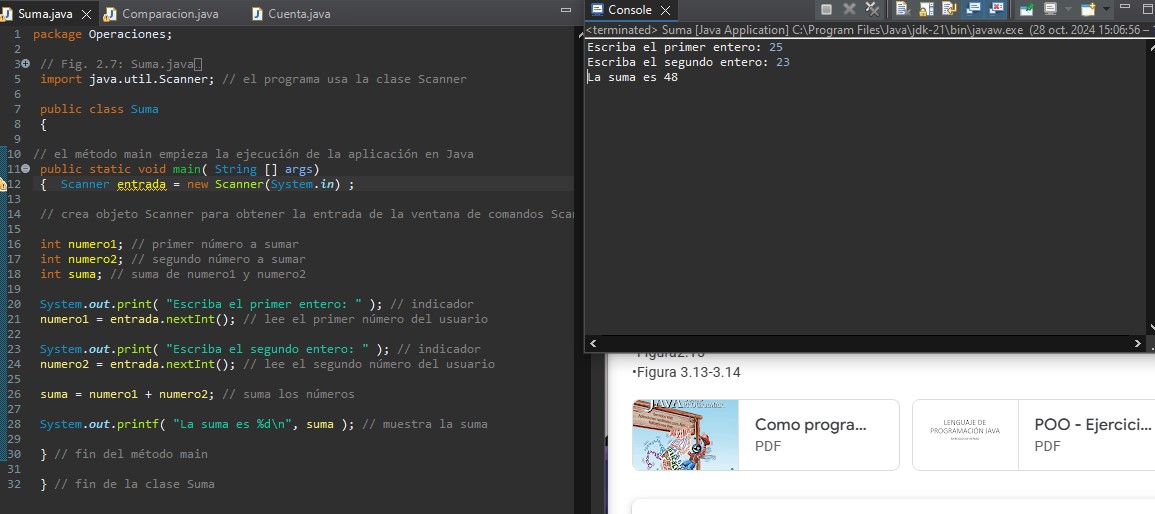 Suma.java
Comparacion.java
Cuenta.java
1 package Operaciones;
2
3 // Fig. 2.7: Suma.java
5 import java.util.Scanner; // el programa usa la clase Scanner
6
7 public class Suma
8 {
9
10 // el método main empieza la ejecución de la aplicación en Java
11 public static void main( String [] args)
12 { Scanner entrada = new Scanner(System.in) ;
13
14 // crea objeto Scanner para obtener la entrada de la ventana de comandos Scan
15
16 int numero1; // primer número a sumar
17 int numero2; // segundo número a sumar
18 int suma; // suma de numero1 y numero2
19
20 System.out.print( "Escriba el primer entero: " ); // indicador
21 numero1 = entrada.nextInt(); // lee el primer número del usuario
22
23 System.out.print( "Escriba el segundo entero: " ); // indicador
24 numero2 = entrada.nextInt(); // lee el segundo número del usuario
25
26 suma = numero1 + numero2; // suma los números
27
28 System.out.printf( "La suma es %d\n", suma ); // muestra la suma
29
30 } // fin del método main
31
32 } // fin de la clase Suma
Console
<terminated> Suma [Java Application] C:\Program Files\Java\jdk-21\bin\javaw.exe (28 oct. 2024 15:06:56 –
Escriba el primer entero: 25
Escriba el segundo entero: 23
La suma es 48
•Figura 3.13-3.14
Como progra...
PDF
LENGUAJE DE
PROGRAMACIÓN JAVA
POO - Ejercici...
PDF